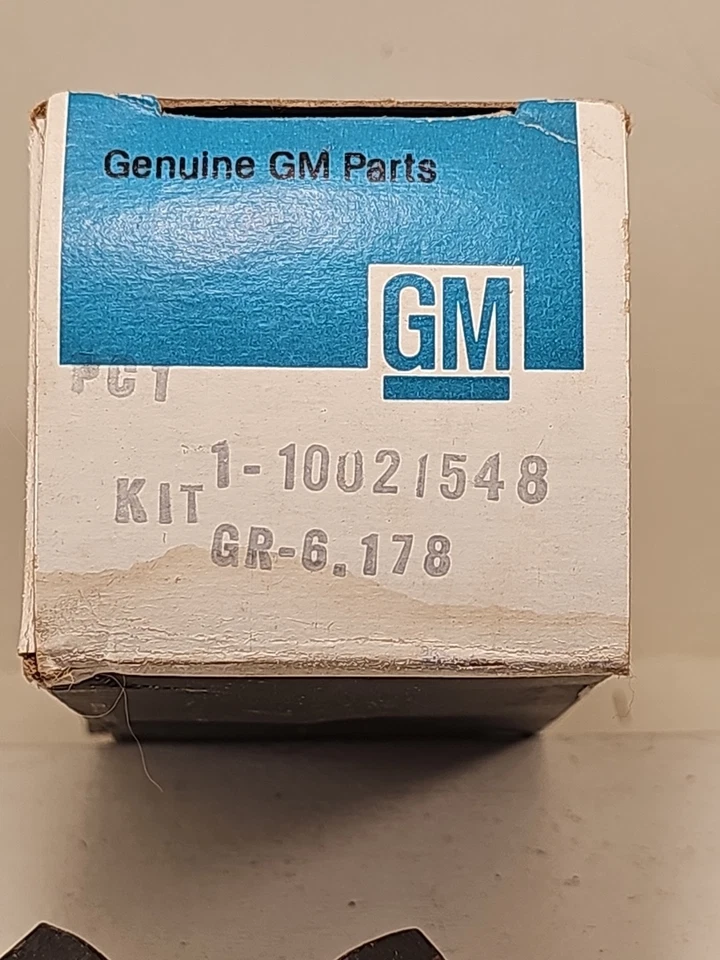 Genuine GM Parts
GM
PC1
1-10021548
KIT
GR-6.178